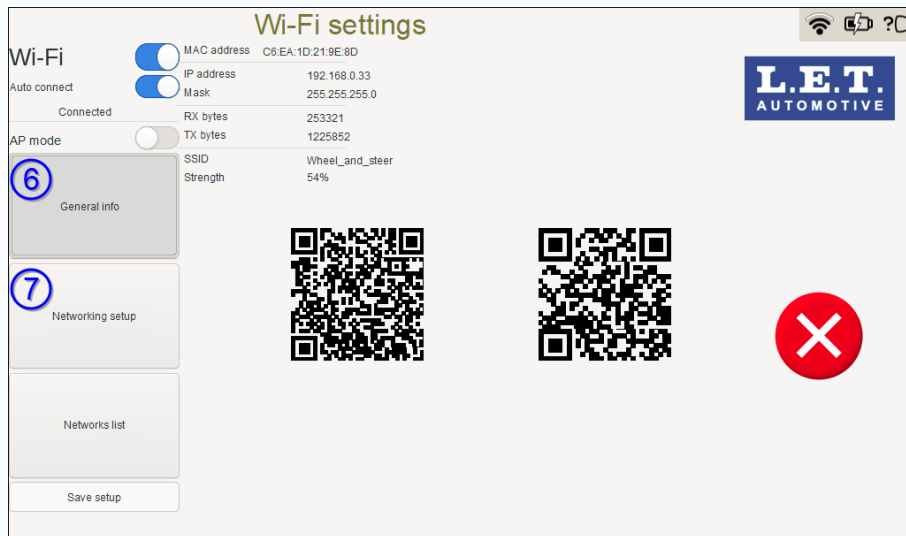 Wi-Fi settings
Wi-Fi
Auto connect
Connected
AP mode
6
General info
7
Networking setup
Networks list
Save setup
MAC address C6:EA:1D:21:9E:8D
IP address 192.168.0.33
Mask 255.255.255.0
RX bytes 253321
TX bytes 1225852
SSID Wheel_and_steer
Strength 54%
?
L.E.T.
AUTOMOTIVE